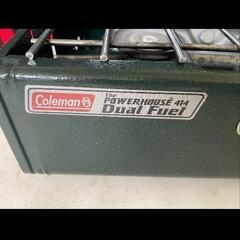 Coleman
The
POWERHOUSE 414
Dual Fuel